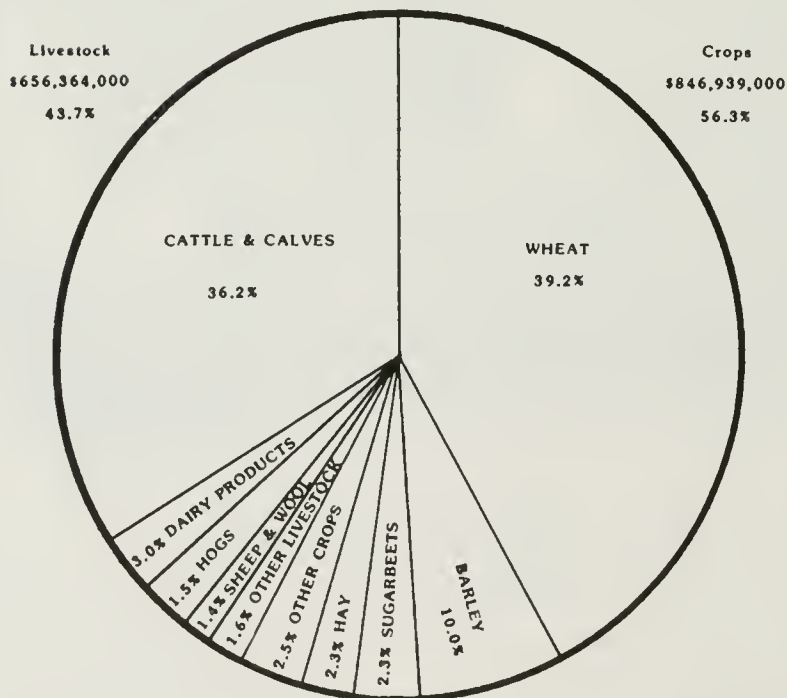 Livestock
$656,364,000
43.7%
Crops
$846,939,000
56.3%
CATTLE & CALVES
36.2%
WHEAT
39.2%
3.0% DAIRY PRODUCTS
1.5% HOGS
1.4% SHEEP & WOOL
1.6% OTHER LIVESTOCK
2.5% OTHER CROPS
2.3% HAY
2.3% SUGARBEETS
BARLEY
10.0%